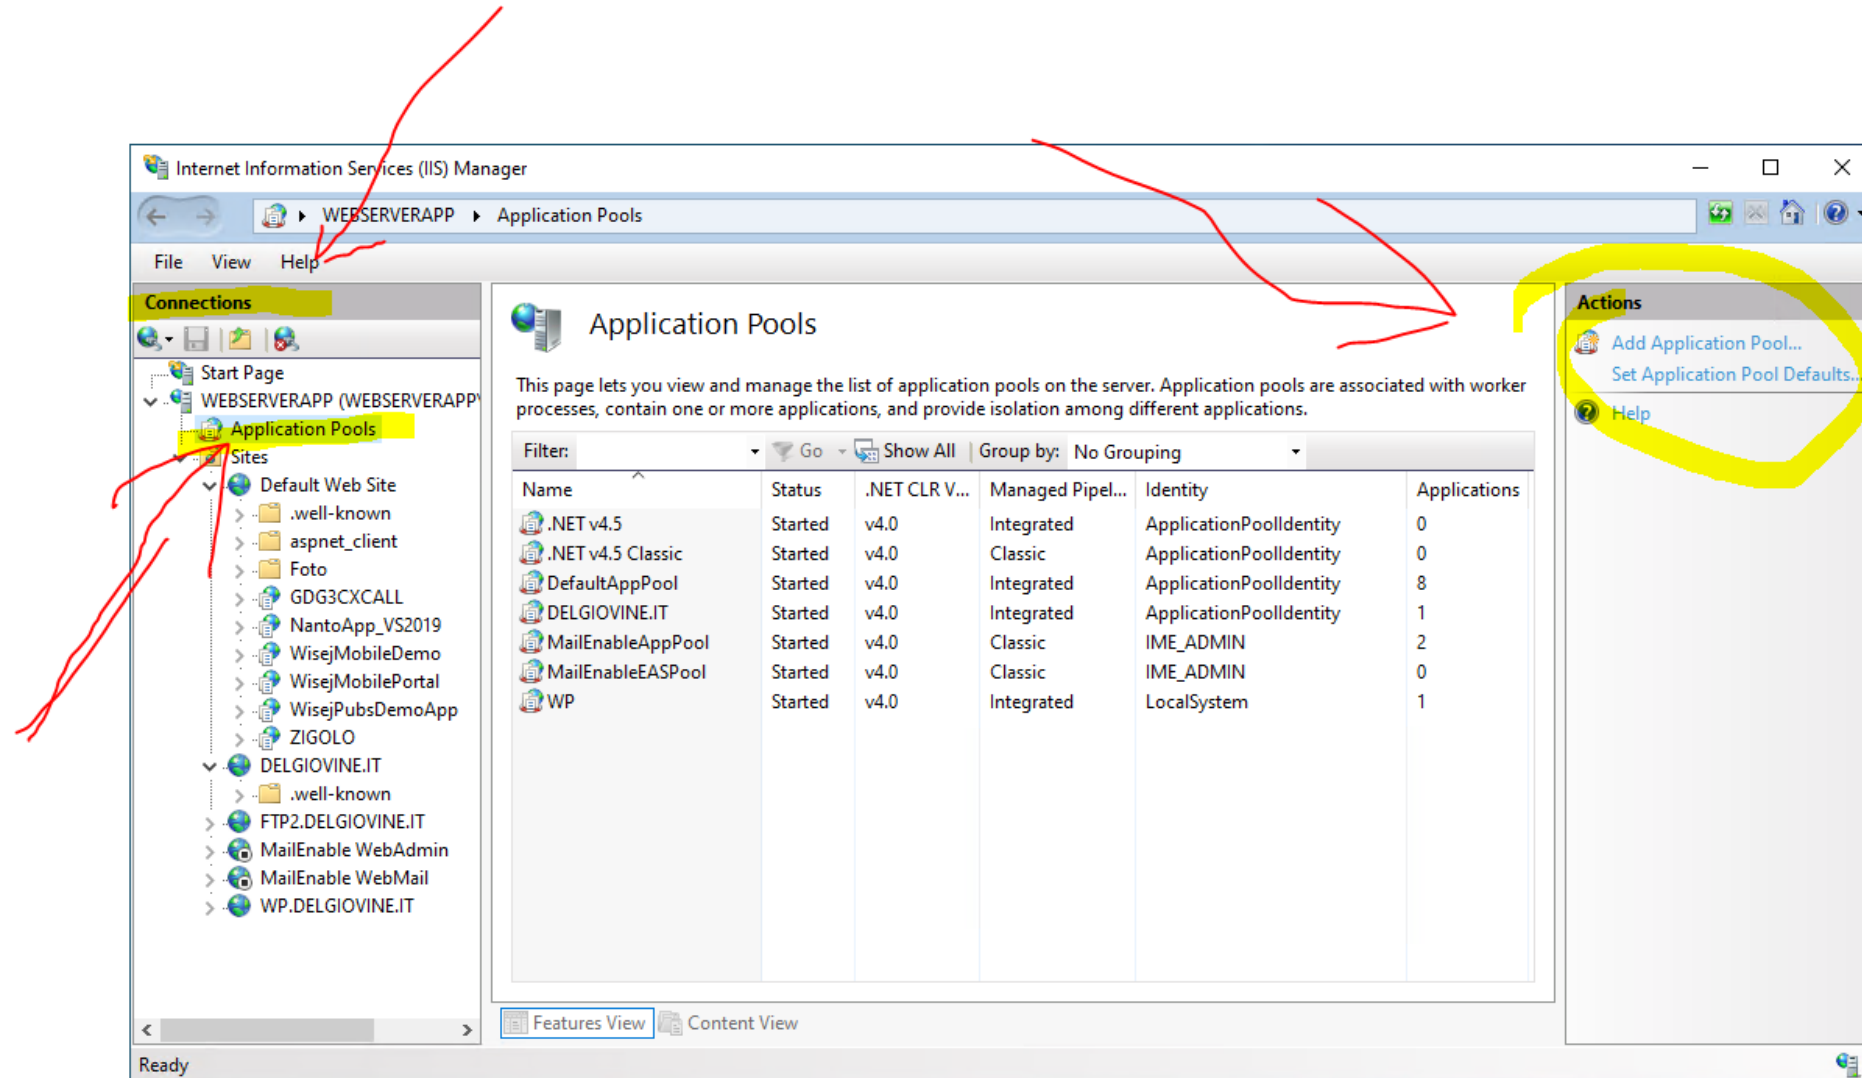 Internet Information Services (IIS) Manager
WEBSERVERAPP Application Pools
File View Help
Connections
Start Page
WEBSERVERAPP (WEBSERVERAPP\
Application Pools
Sites
Default Web Site
.well-known
aspnet_client
Foto
GDG3CXCALL
NantoApp_VS2019
WisejMobileDemo
WisejMobilePortal
WisejPubsDemoApp
ZIGOLO
DELGIOVINE.IT
.well-known
FTP2.DELGIOVINE.IT
MailEnable WebAdmin
MailEnable WebMail
WP.DELGIOVINE.IT
Application Pools
This page lets you view and manage the list of application pools on the server. Application pools are associated with worker
processes, contain one or more applications, and provide isolation among different applications.
Filter: Go Show All Group by: No Grouping
Name Status .NET CLR V... Managed Pipel... Identity Applications
.NET v4.5 Started v4.0 Integrated ApplicationPoolIdentity 0
.NET v4.5 Classic Started v4.0 Classic ApplicationPoolIdentity 0
DefaultAppPool Started v4.0 Integrated ApplicationPoolIdentity 8
DELGIOVINE.IT Started v4.0 Integrated ApplicationPoolIdentity 1
MailEnableAppPool Started v4.0 Classic IME_ADMIN 2
MailEnableEASPool Started v4.0 Classic IME_ADMIN 0
WP Started v4.0 Integrated LocalSystem 1
Features View Content View
Actions
Add Application Pool...
Set Application Pool Defaults...
Help
Ready